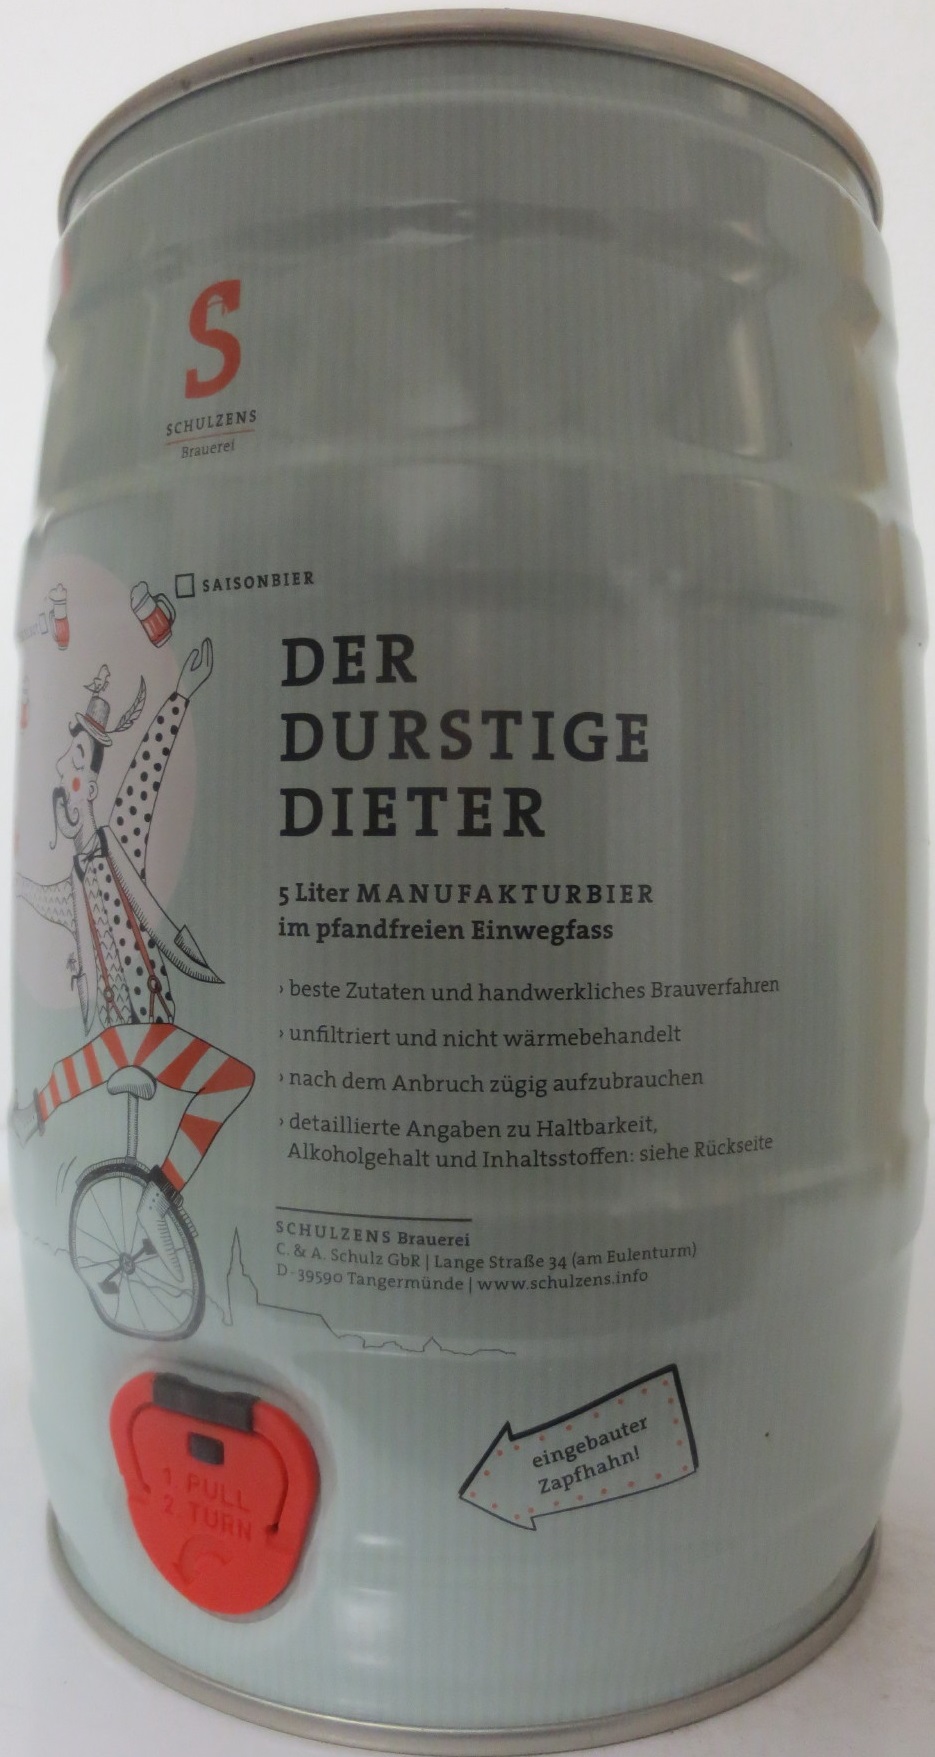 S
SCHULZENS
Brauerei
SAISONBIER
DER
DURSTIGE
DIETER
5 Liter MANUFAKTURBIER
im pfandfreien Einwegfass
› beste Zutaten und handwerkliches Brauverfahren
› unfiltriert und nicht wärmebehandelt
› nach dem Anbruch zügig aufzubrauchen
› detaillierte Angaben zu Haltbarkeit,
Alkoholgehalt und Inhaltsstoffen: siehe Rückseite
SCHULZENS Brauerei
C. & A. Schulz GbR | Lange Straße 34 (am Eulenturm)
D-39590 Tangermünde | www.schulzens.info
eingebauter
Zapfhahn!
1 PULL
2 TURN